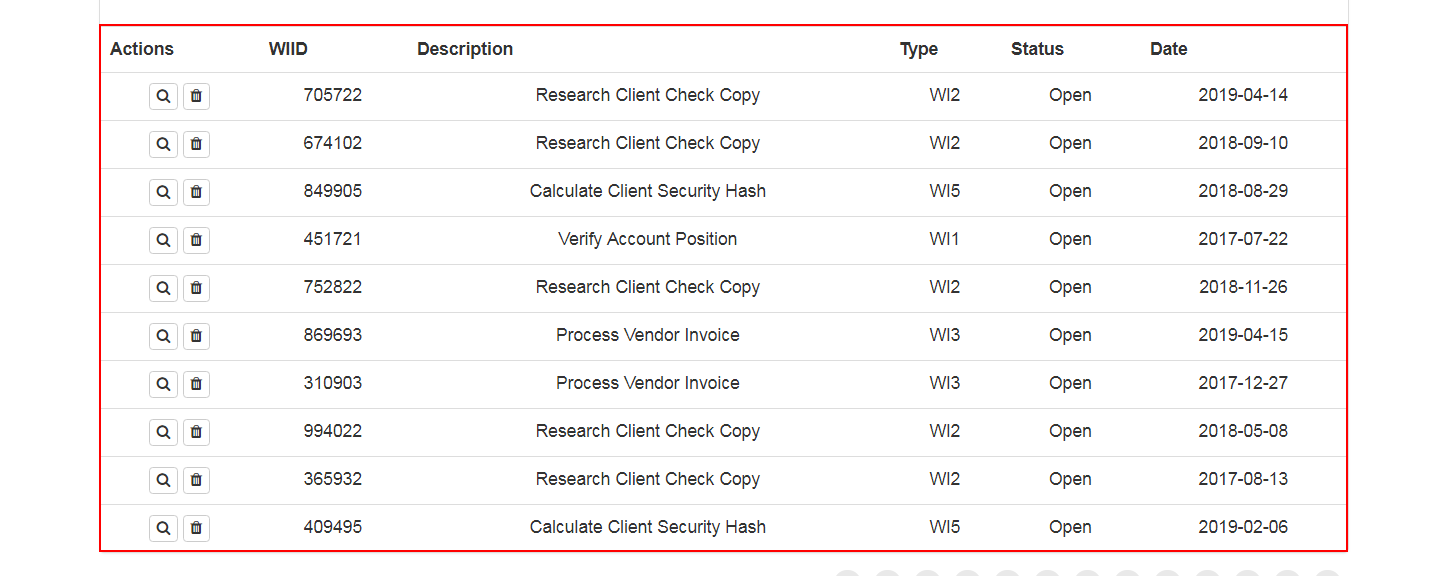 Actions WIID Description Type Status Date
705722 Research Client Check Copy WI2 Open 2019-04-14
674102 Research Client Check Copy WI2 Open 2018-09-10
849905 Calculate Client Security Hash WI5 Open 2018-08-29
451721 Verify Account Position WI1 Open 2017-07-22
752822 Research Client Check Copy WI2 Open 2018-11-26
869693 Process Vendor Invoice WI3 Open 2019-04-15
310903 Process Vendor Invoice WI3 Open 2017-12-27
994022 Research Client Check Copy WI2 Open 2018-05-08
365932 Research Client Check Copy WI2 Open 2017-08-13
409495 Calculate Client Security Hash WI5 Open 2019-02-06